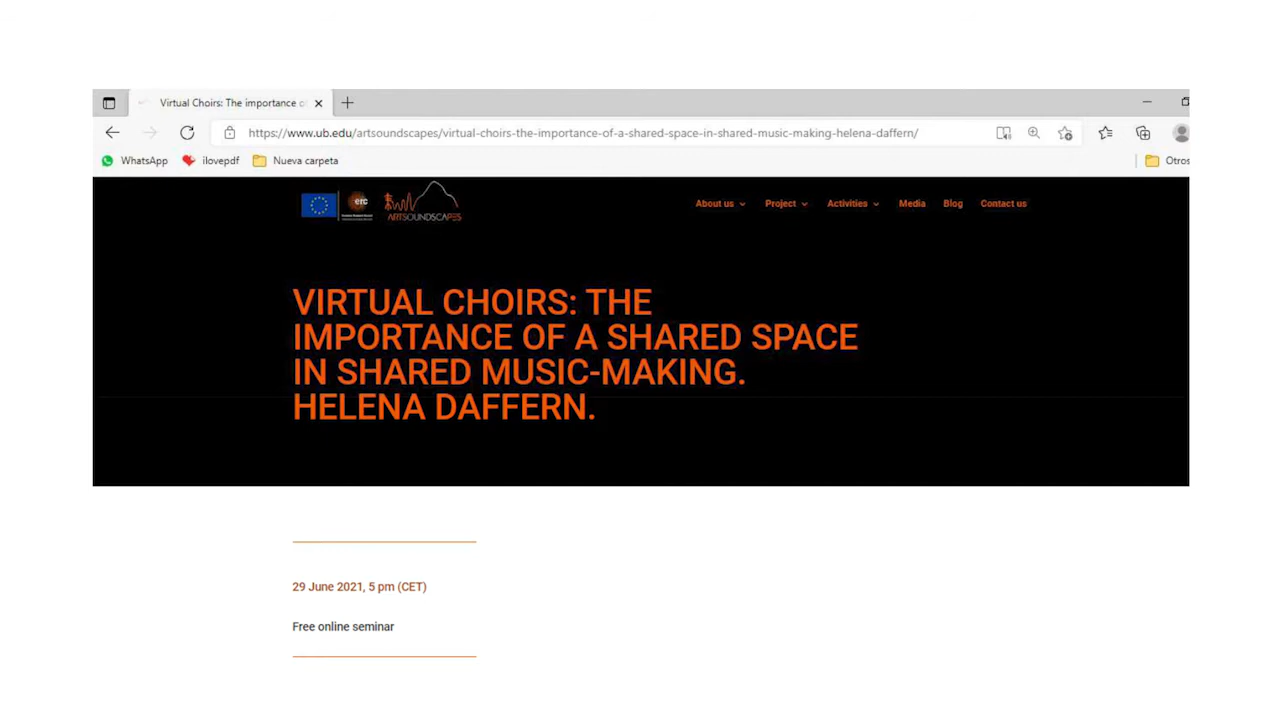 Virtual Choirs: The importance o
https://www.ub.edu/artsoundscapes/virtual-choirs-the-importance-of-a-shared-space-in-shared-music-making-helena-daffern/
WhatsApp ilovepdf Nueva carpeta Otros
erc ARTSOUNDSCAPES About us Project Activities Media Blog Contact us
VIRTUAL CHOIRS: THE
IMPORTANCE OF A SHARED SPACE
IN SHARED MUSIC-MAKING.
HELENA DAFFERN.
29 June 2021, 5 pm (CET)
Free online seminar